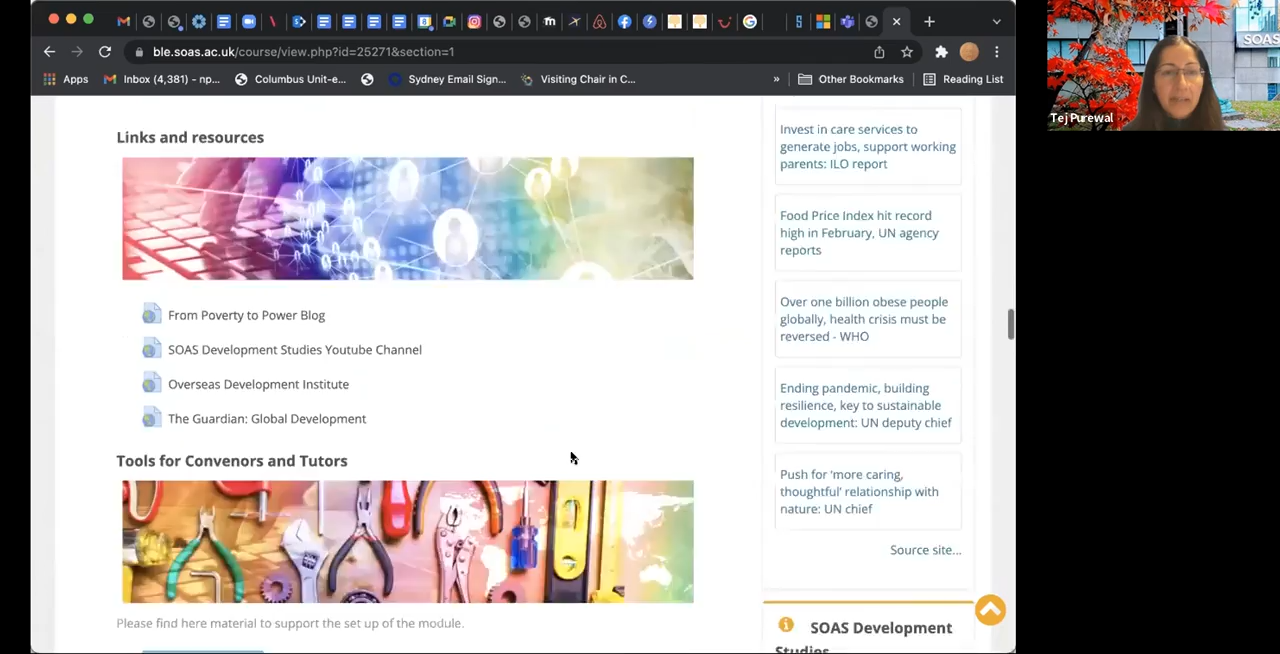 ble.soas.ac.uk/course/view.php?id=25271&section=1
Apps
Inbox (4,381) - np...
Columbus Unit-e...
Sydney Email Sign...
Visiting Chair in C...
»
Other Bookmarks
Reading List
Links and resources
From Poverty to Power Blog
SOAS Development Studies Youtube Channel
Overseas Development Institute
The Guardian: Global Development
Tools for Convenors and Tutors
Please find here material to support the set up of the module.
Invest in care services to
generate jobs, support working
parents: ILO report
Food Price Index hit record
high in February, UN agency
reports
Over one billion obese people
globally, health crisis must be
reversed - WHO
Ending pandemic, building
resilience, key to sustainable
development: UN deputy chief
Push for ‘more caring,
thoughtful’ relationship with
nature: UN chief
Source site...
SOAS Development
Studies
SOAS
Tej Purewal